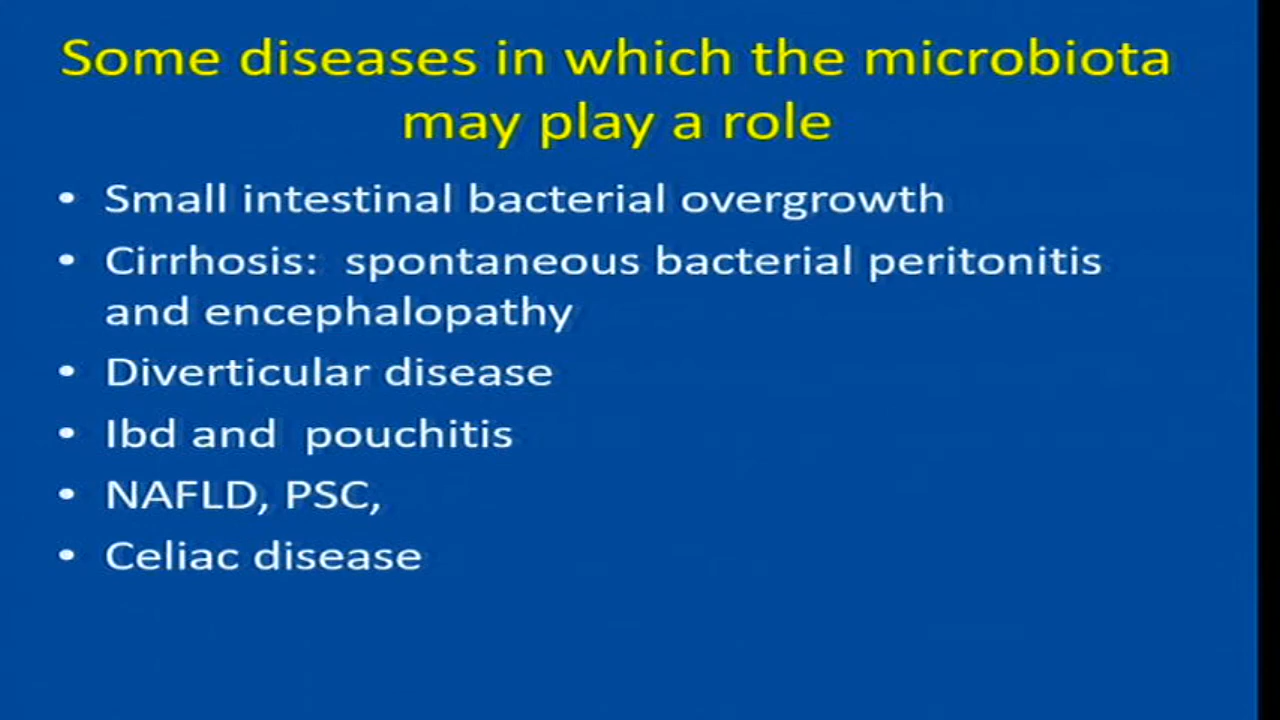 Some diseases in which the microbiota
may play a role
• Small intestinal bacterial overgrowth
• Cirrhosis: spontaneous bacterial peritonitis
and encephalopathy
• Diverticular disease
• Ibd and pouchitis
• NAFLD, PSC,
• Celiac disease